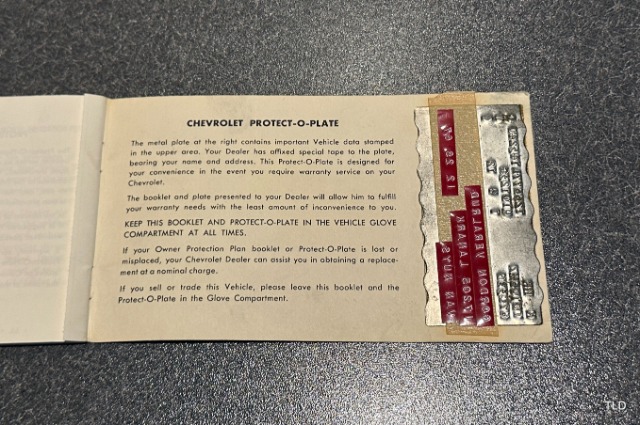 CHEVROLET PROTECT-O-PLATE
The metal plate at the right contains important Vehicle data stamped
in the upper area. Your Dealer has affixed special tape to the plate,
bearing your name and address. This Protect-O-Plate is designed for
your convenience in the event you require warranty service on your
Chevrolet.
The booklet and plate presented to your Dealer will allow him to fulfill
your warranty needs with the least amount of inconvenience to you.
KEEP THIS BOOKLET AND PROTECT-O-PLATE IN THE VEHICLE GLOVE
COMPARTMENT AT ALL TIMES.
If your Owner Protection Plan booklet or Protect-O-Plate is lost or
misplaced, your Chevrolet Dealer can assist you in obtaining a replace-
ment at a nominal charge.
If you sell or trade this Vehicle, please leave this booklet and the
Protect-O-Plate in the Glove Compartment.
VAN NUYS
TLD